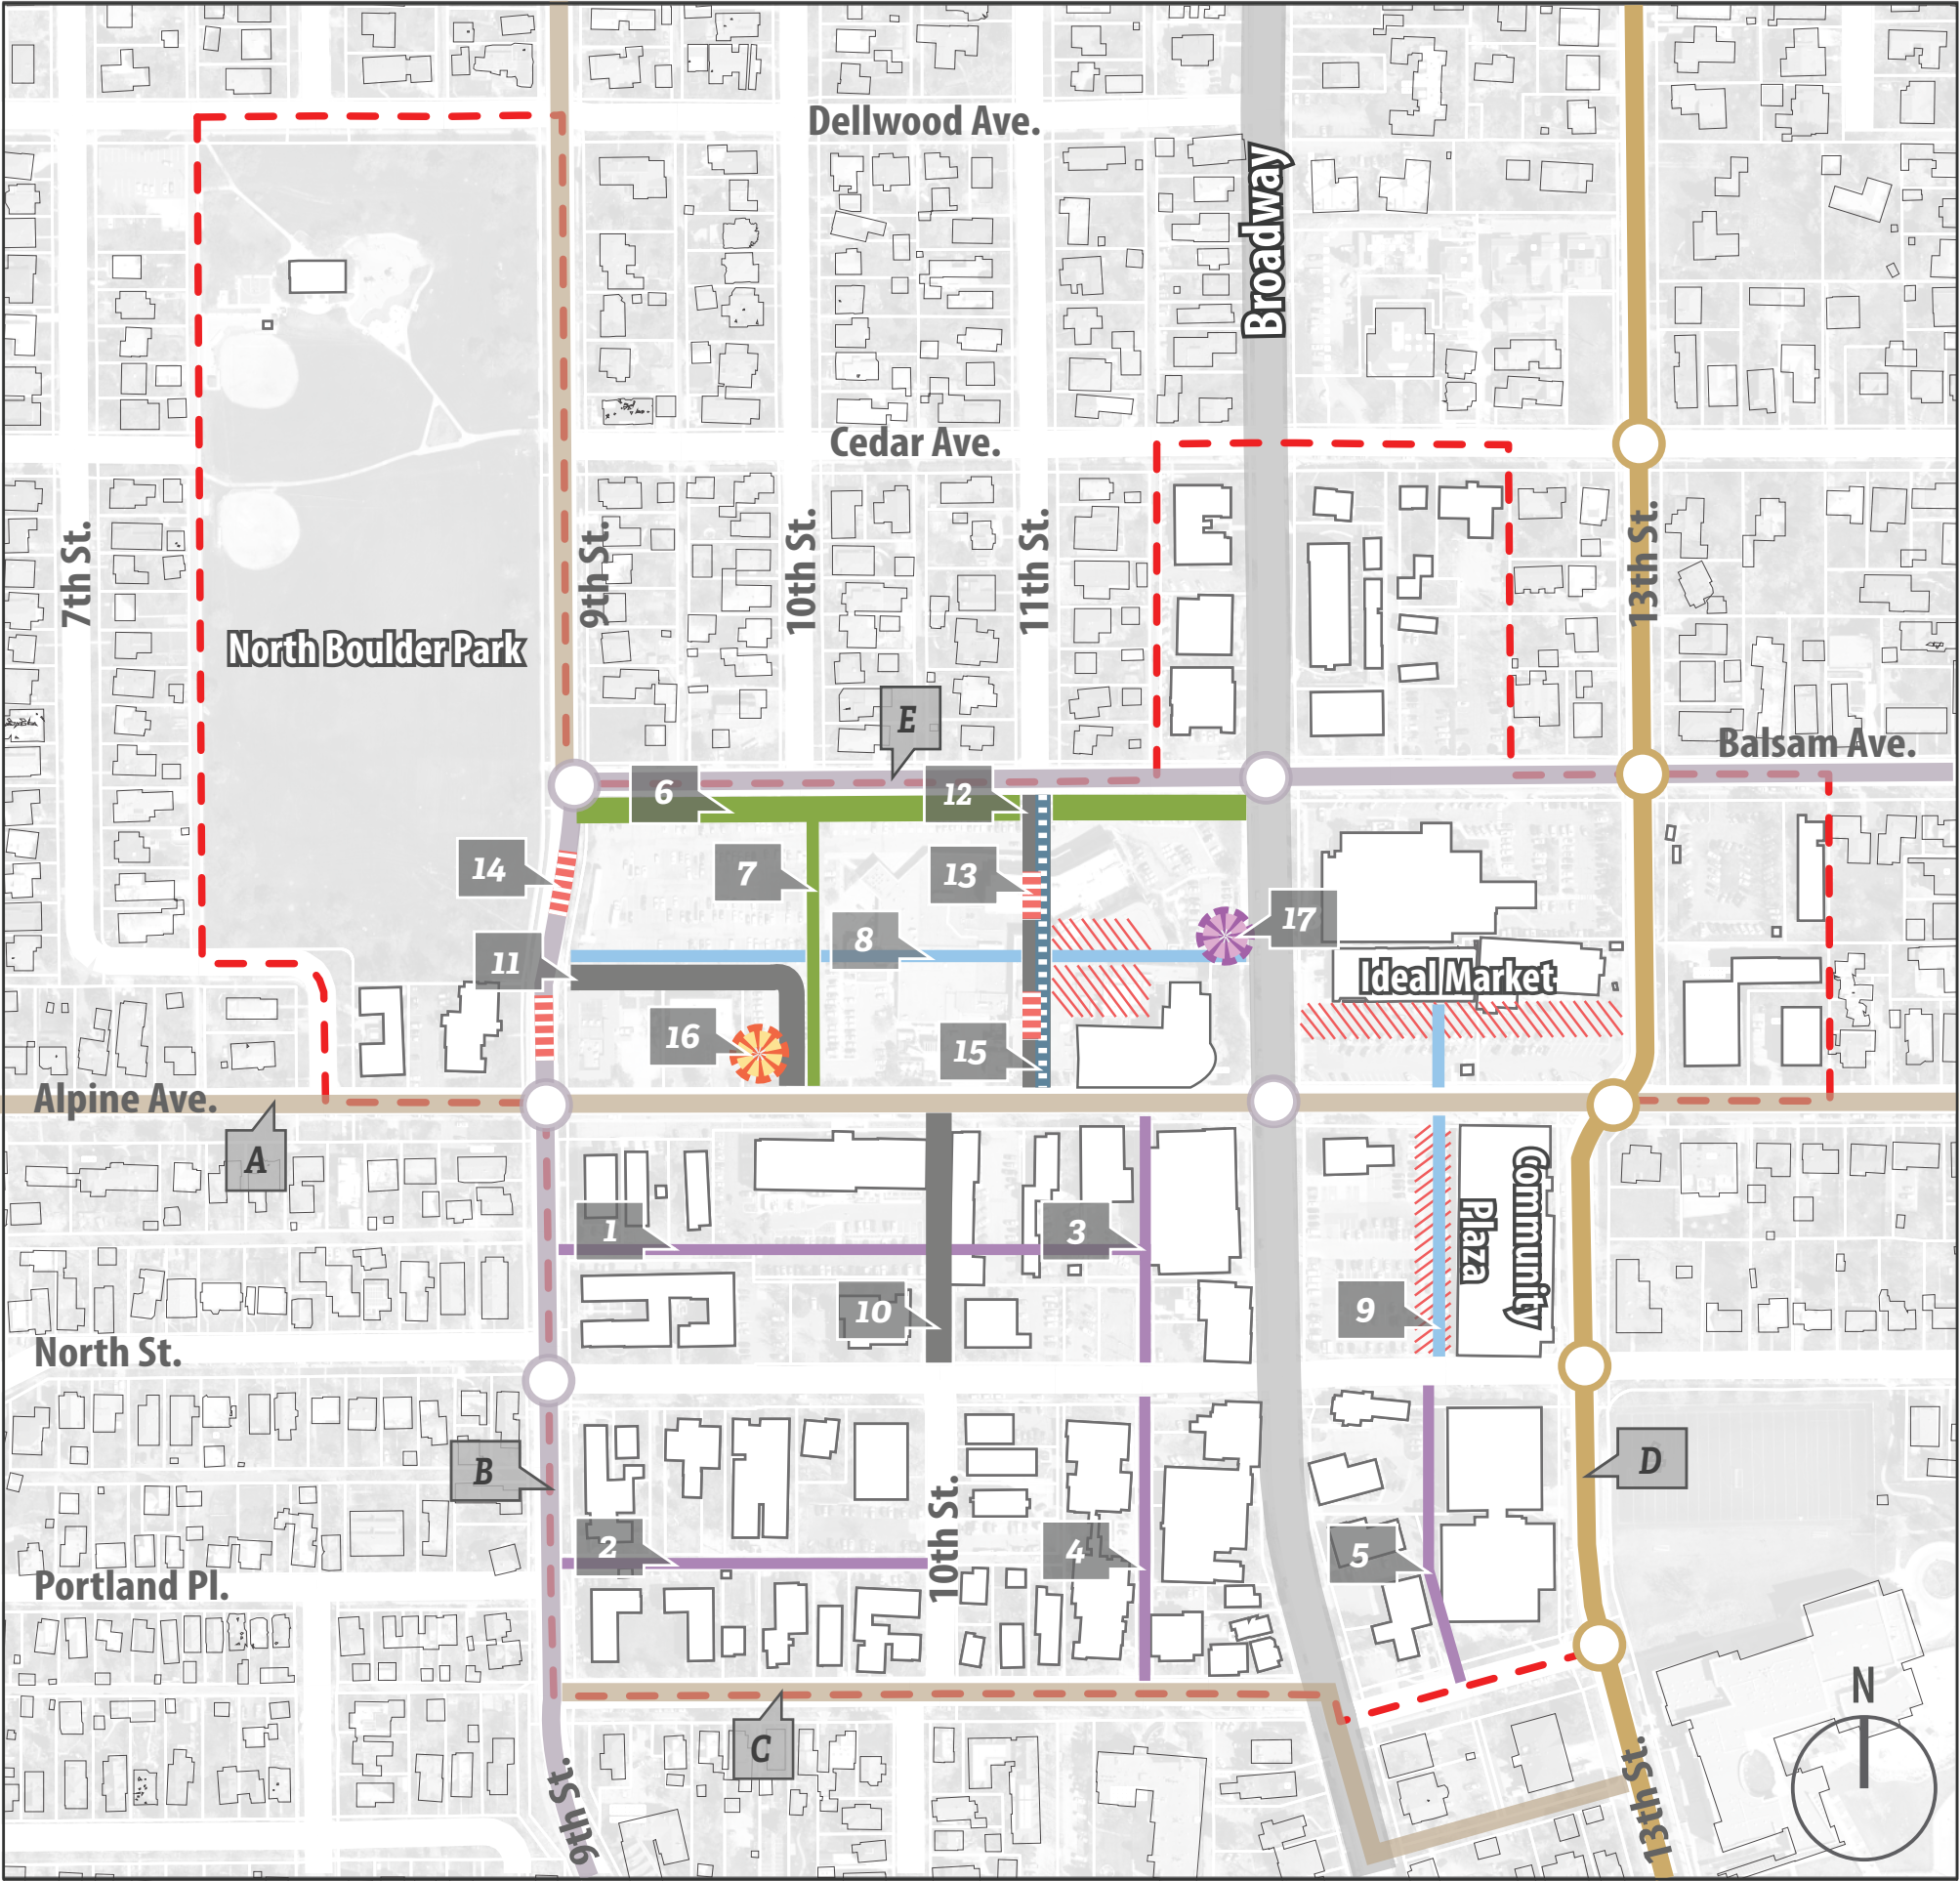 Dellwood Ave.
Broadway
Cedar Ave.
7th St.
9th St.
10th St.
11th St.
13th St.
North Boulder Park
E
Balsam Ave.
6
12
14
7
13
8
17
11
Ideal Market
16
15
Alpine Ave.
A
1
3
Community
Plaza
10
9
North St.
B
D
10th St.
2
4
5
Portland Pl.
N
C
9th St.
13th St.